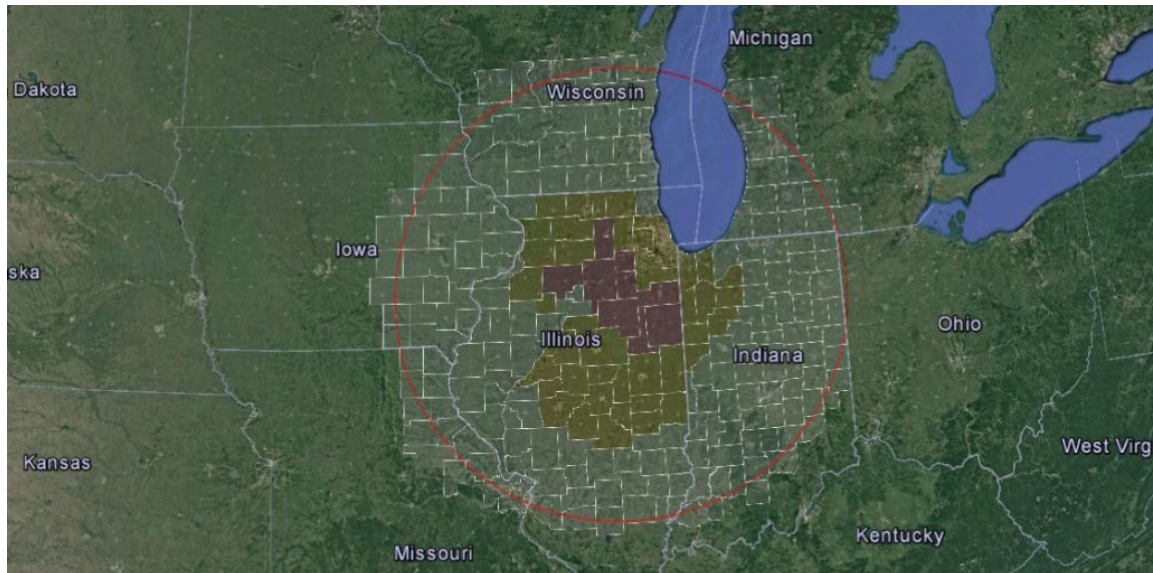 Michigan
Dakota
Wisconsin
Iowa
ska
Illinois
Ohio
Indiana
West Virg
Kansas
Kentucky
Missouri